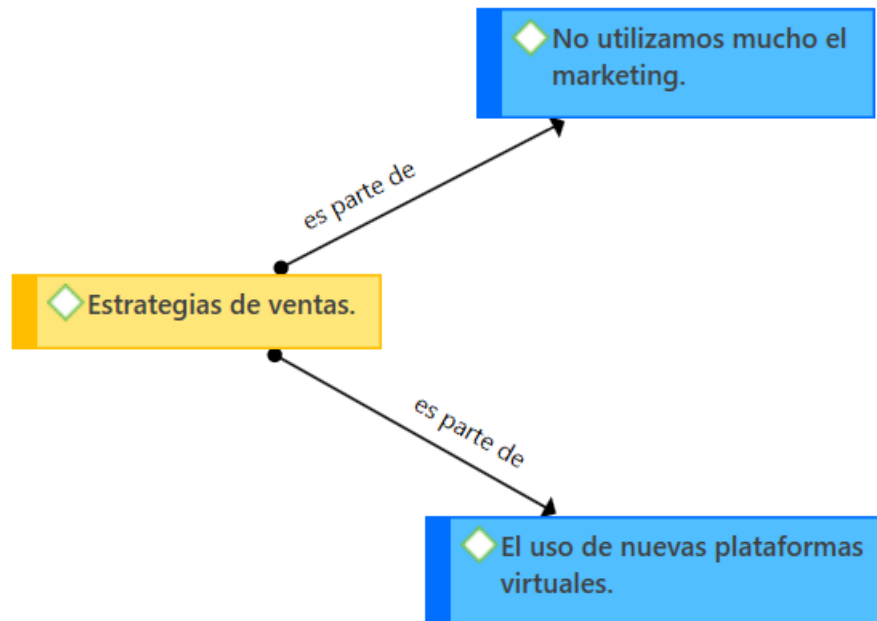 No utilizamos mucho el
marketing.
es parte de
Estrategias de ventas.
es parte de
El uso de nuevas plataformas
virtuales.